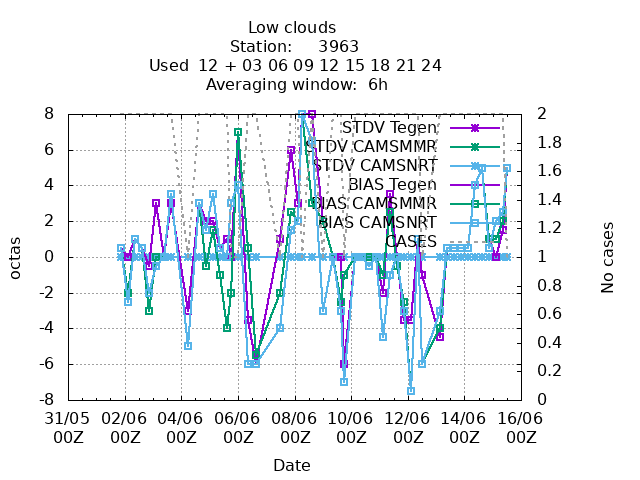 Low clouds
Station:     3963
Used  12 + 03 06 09 12 15 18 21 24
Averaging window:  6h
8
6
4
2
0
-2
-4
-6
-8
octas
2
1.8
1.6
1.4
1.2
1
0.8
0.6
0.4
0.2
0
No cases
STDV Tegen
STDV CAMSMMR
STDV CAMSNRT
BIAS Tegen
BIAS CAMSMMR
BIAS CAMSNRT
CASES
31/05 02/06 04/06 06/06 08/06 10/06 12/06 14/06 16/06
00Z 00Z 00Z 00Z 00Z 00Z 00Z 00Z 00Z
Date